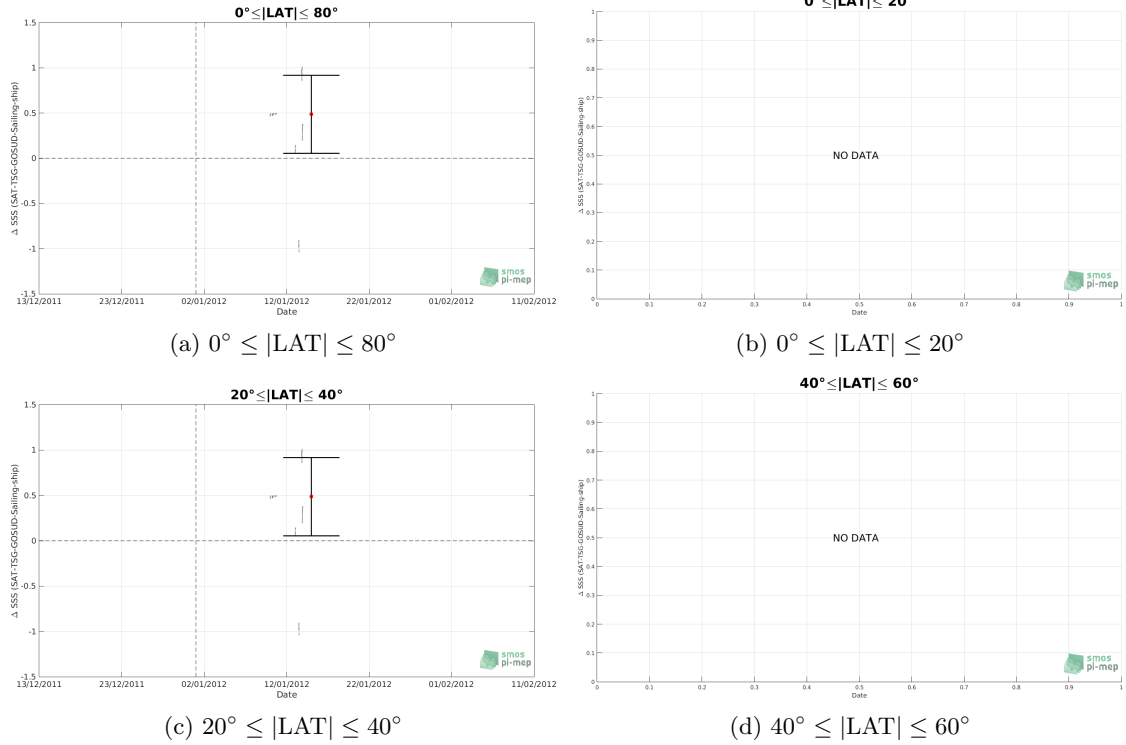 0°≤|LAT|≤ 80°
1.5
1
0.5
0
-0.5
-1
-1.5
Δ SSS (SAT-TSG-GOSUD-Sailing-ship)
13/12/2011 23/12/2011 02/01/2012 12/01/2012 22/01/2012 01/02/2012 11/02/2012
Date
smos
pi-mep
(a) 0° ≤ |LAT| ≤ 80°
0°≤|LAT|≤ 20°
1
0.9
0.8
0.7
0.6
0.5
0.4
0.3
0.2
0.1
0
Δ SSS (SAT-TSG-GOSUD-Sailing-ship)
NO DATA
0 0.1 0.2 0.3 0.4 0.5 0.6 0.7 0.8 0.9 1
Date
smos
pi-mep
(b) 0° ≤ |LAT| ≤ 20°
20°≤|LAT|≤ 40°
1.5
1
0.5
0
-0.5
-1
-1.5
Δ SSS (SAT-TSG-GOSUD-Sailing-ship)
13/12/2011 23/12/2011 02/01/2012 12/01/2012 22/01/2012 01/02/2012 11/02/2012
Date
smos
pi-mep
(c) 20° ≤ |LAT| ≤ 40°
40°≤|LAT|≤ 60°
1
0.9
0.8
0.7
0.6
0.5
0.4
0.3
0.2
0.1
0
Δ SSS (SAT-TSG-GOSUD-Sailing-ship)
NO DATA
0 0.1 0.2 0.3 0.4 0.5 0.6 0.7 0.8 0.9 1
Date
smos
pi-mep
(d) 40° ≤ |LAT| ≤ 60°